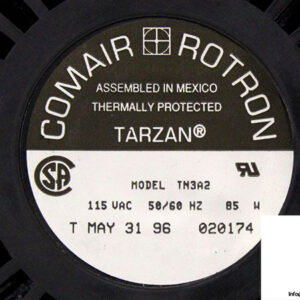 COMAIR ROTRON
ASSEMBLED IN MEXICO
THERMALLY PROTECTED
TARZAN®
MODEL TN3A2
115 VAC 50/60 HZ 85 W
T MAY 31 96 020174